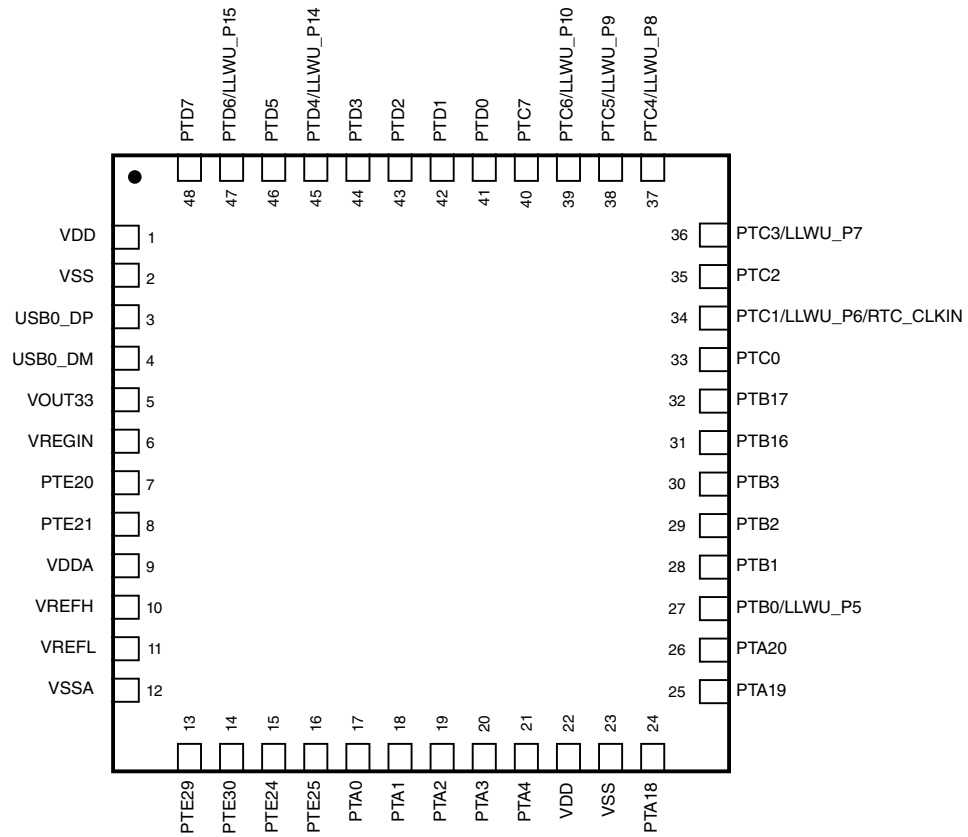 PTD7
PTD6/LLWU_P15
PTD5
PTD4/LLWU_P14
PTD3
PTD2
PTD1
PTD0
PTC7
PTC6/LLWU_P10
PTC5/LLWU_P9
PTC4/LLWU_P8
48
47
46
45
44
43
42
41
40
39
38
37
VDD 1
VSS 2
USB0_DP 3
USB0_DM 4
VOUT33 5
VREGIN 6
PTE20 7
PTE21 8
VDDA 9
VREFH 10
VREFL 11
VSSA 12
36 PTC3/LLWU_P7
35 PTC2
34 PTC1/LLWU_P6/RTC_CLKIN
33 PTC0
32 PTB17
31 PTB16
30 PTB3
29 PTB2
28 PTB1
27 PTB0/LLWU_P5
26 PTA20
25 PTA19
13
14
15
16
17
18
19
20
21
22
23
24
PTE29
PTE30
PTE24
PTE25
PTA0
PTA1
PTA2
PTA3
PTA4
VDD
VSS
PTA18